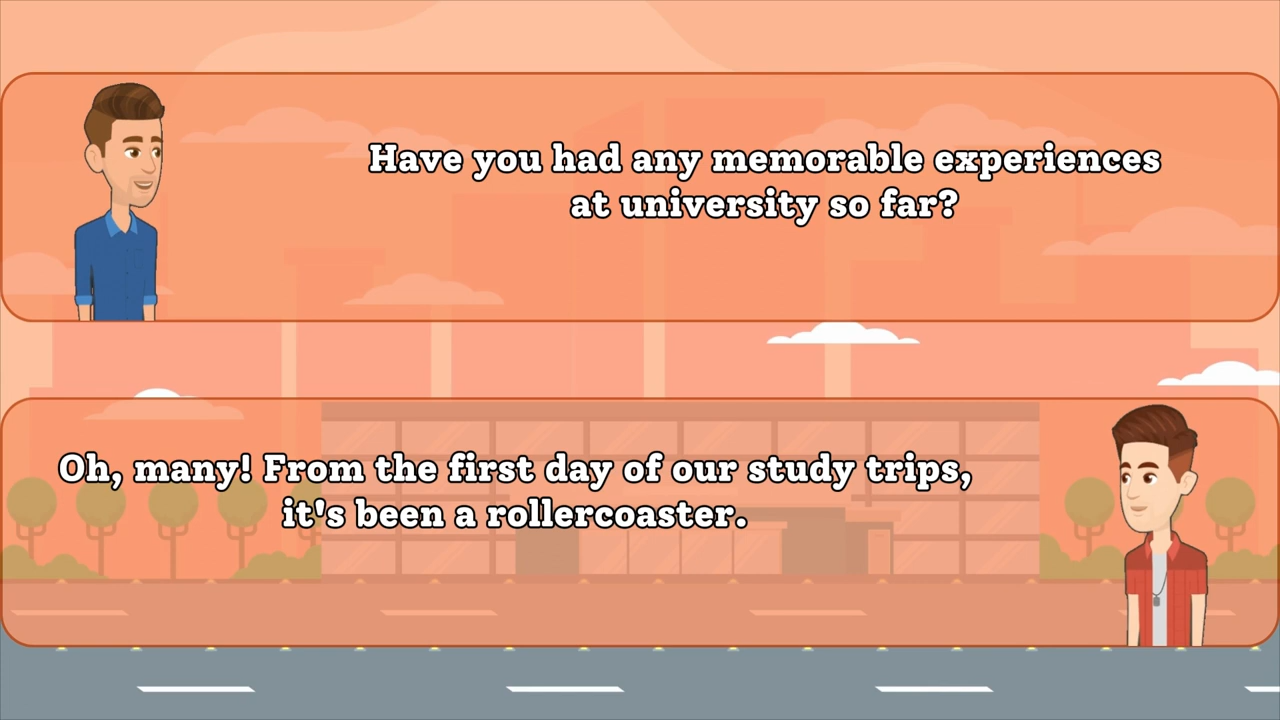 Have you had any memorable experiences
at university so far?
Oh, many! From the first day of our study trips,
it's been a rollercoaster.